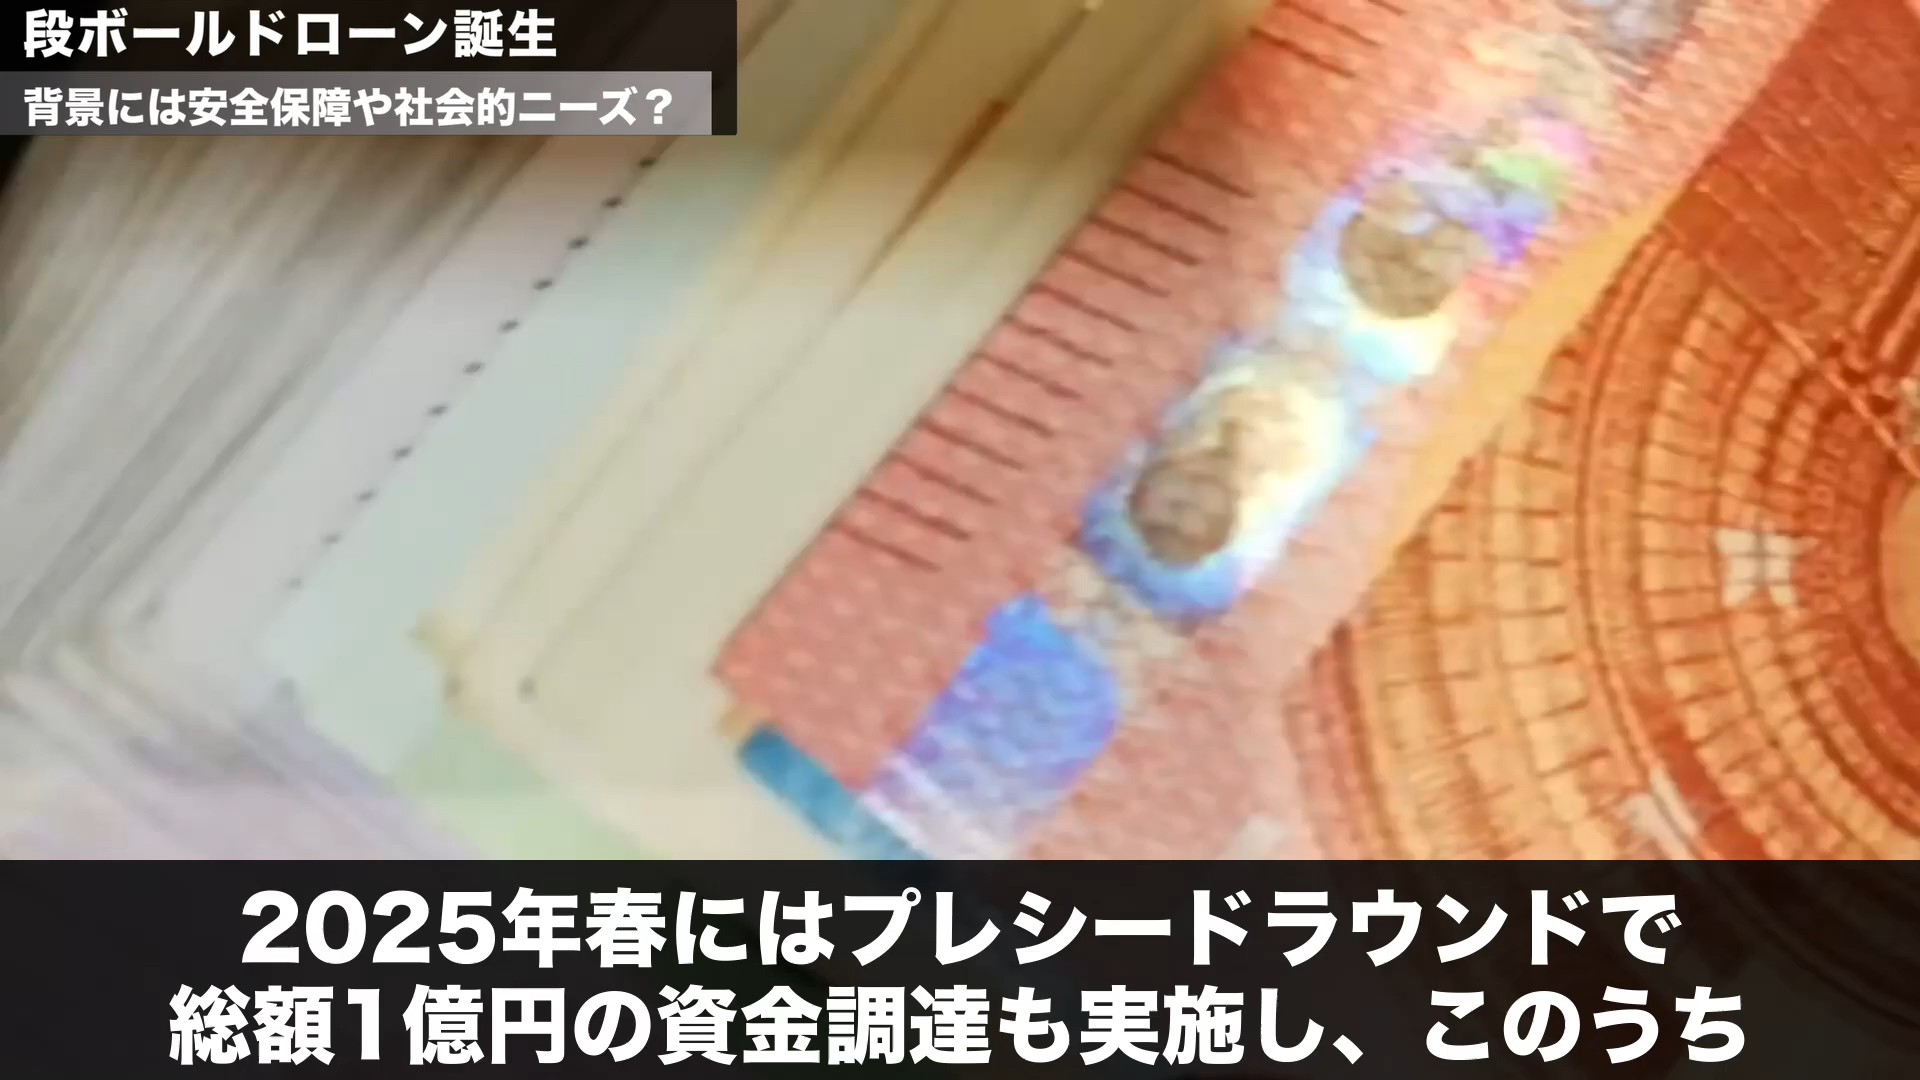 段ボールドローン誕生
背景には安全保障や社会的ニーズ？
2025年春にはプレシードラウンドで
総額1億円の資金調達も実施し、このうち